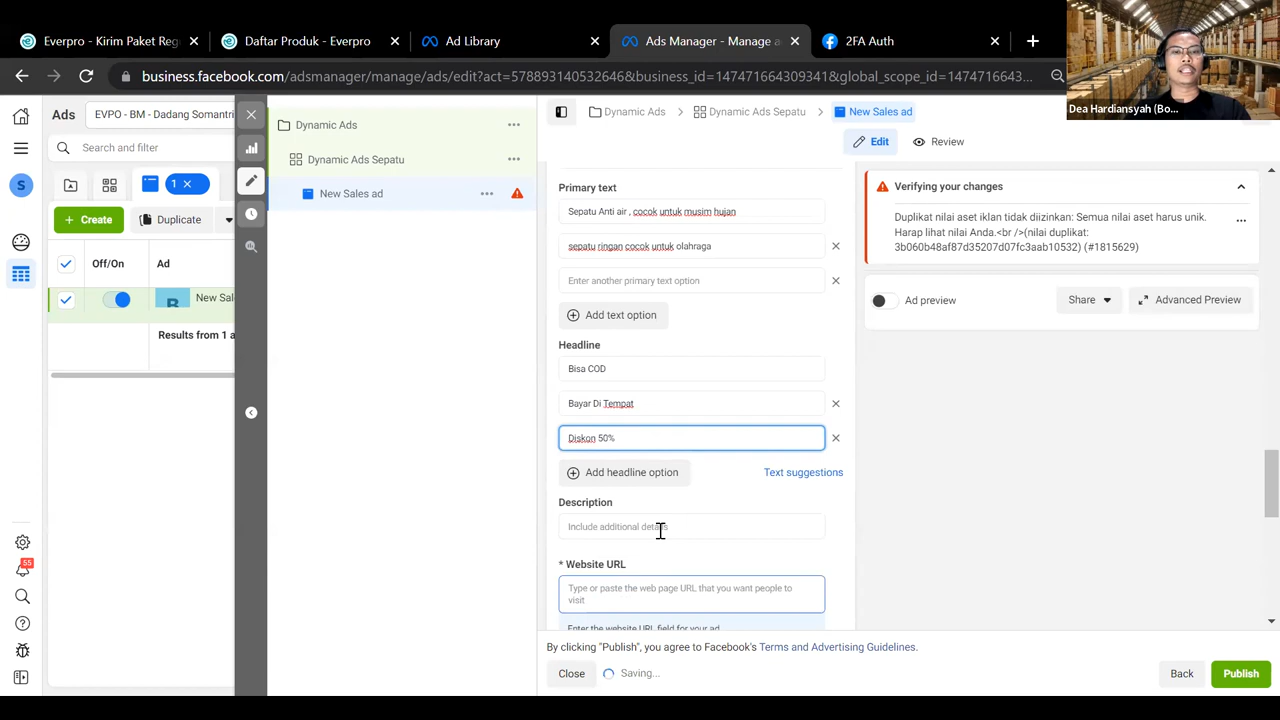 Everpro - Kirim Paket Reg
Daftar Produk - Everpro
Ad Library
Ads Manager - Manage a
2FA Auth
business.facebook.com/adsmanager/manage/ads/edit?act=578893140532646&business_id=147471664309341&global_scope_id=1474716643093...
Dea Hardiansyah (Bo...
Ads
EVPO - BM - Dadang Somantri
Dynamic Ads
Dynamic Ads
Dynamic Ads Sepatu
New Sales ad
Search and filter
Edit
Review
Dynamic Ads Sepatu
S
1
New Sales ad
Create
Duplicate
Off/On
Ad
New Sal
Results from 1 a
55
Primary text
Sepatu Anti air , cocok untuk musim hujan
sepatu ringan cocok untuk olahraga
Enter another primary text option
Add text option
Headline
Bisa COD
Bayar Di Tempat
Diskon 50%
Add headline option
Text suggestions
Description
Include additional details
* Website URL
Type or paste the web page URL that you want people to
visit
Enter the website URL field for your ad.
Verifying your changes
Duplikat nilai aset iklan tidak diizinkan: Semua nilai aset harus unik.
Harap lihat nilai Anda.<br />(nilai duplikat:
3b060b48af87d35207d07fc3aab10532) (#1815629)
Ad preview
Share
Advanced Preview
By clicking "Publish", you agree to Facebook's Terms and Advertising Guidelines.
Close
Saving...
Back
Publish